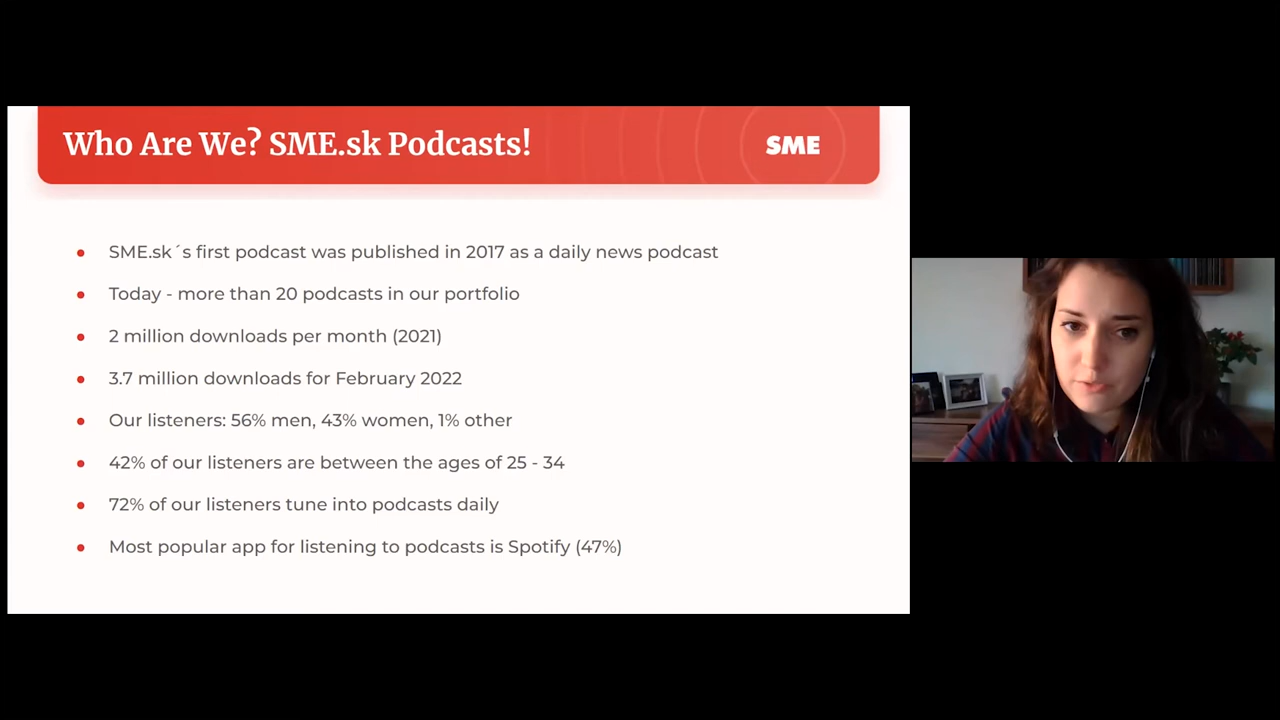 Who Are We? SME.sk Podcasts!
SME
SME.sk´s first podcast was published in 2017 as a daily news podcast
Today - more than 20 podcasts in our portfolio
2 million downloads per month (2021)
3.7 million downloads for February 2022
Our listeners: 56% men, 43% women, 1% other
42% of our listeners are between the ages of 25 - 34
72% of our listeners tune into podcasts daily
Most popular app for listening to podcasts is Spotify (47%)